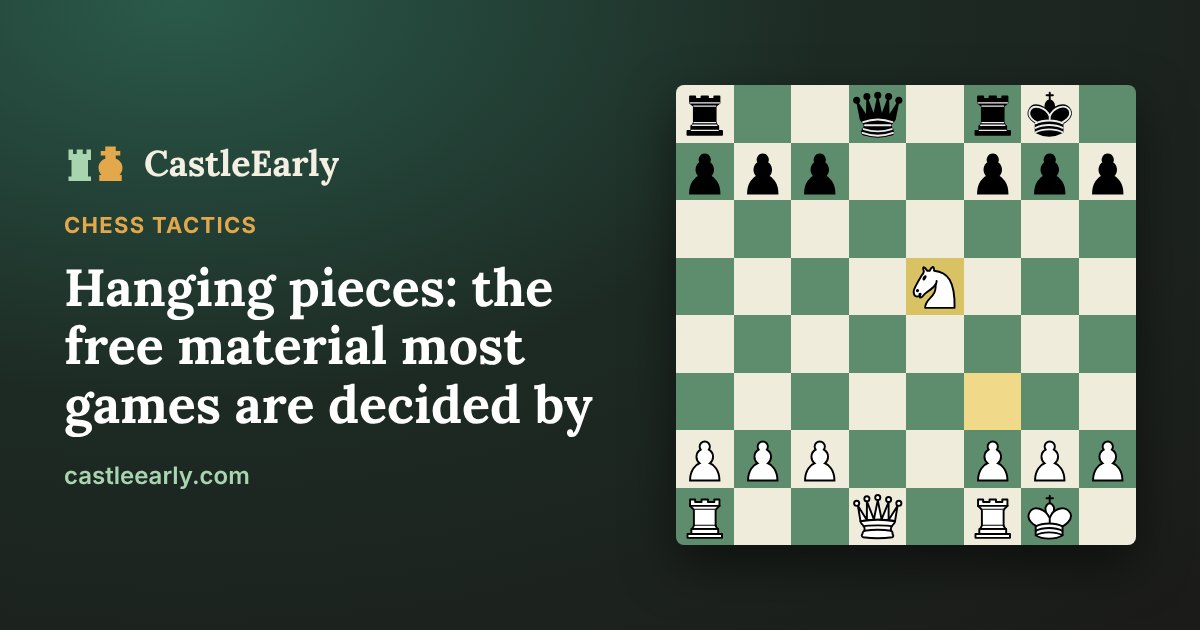 CastleEarly
CHESS TACTICS
Hanging pieces: the
free material most
games are decided by
castleearly.com